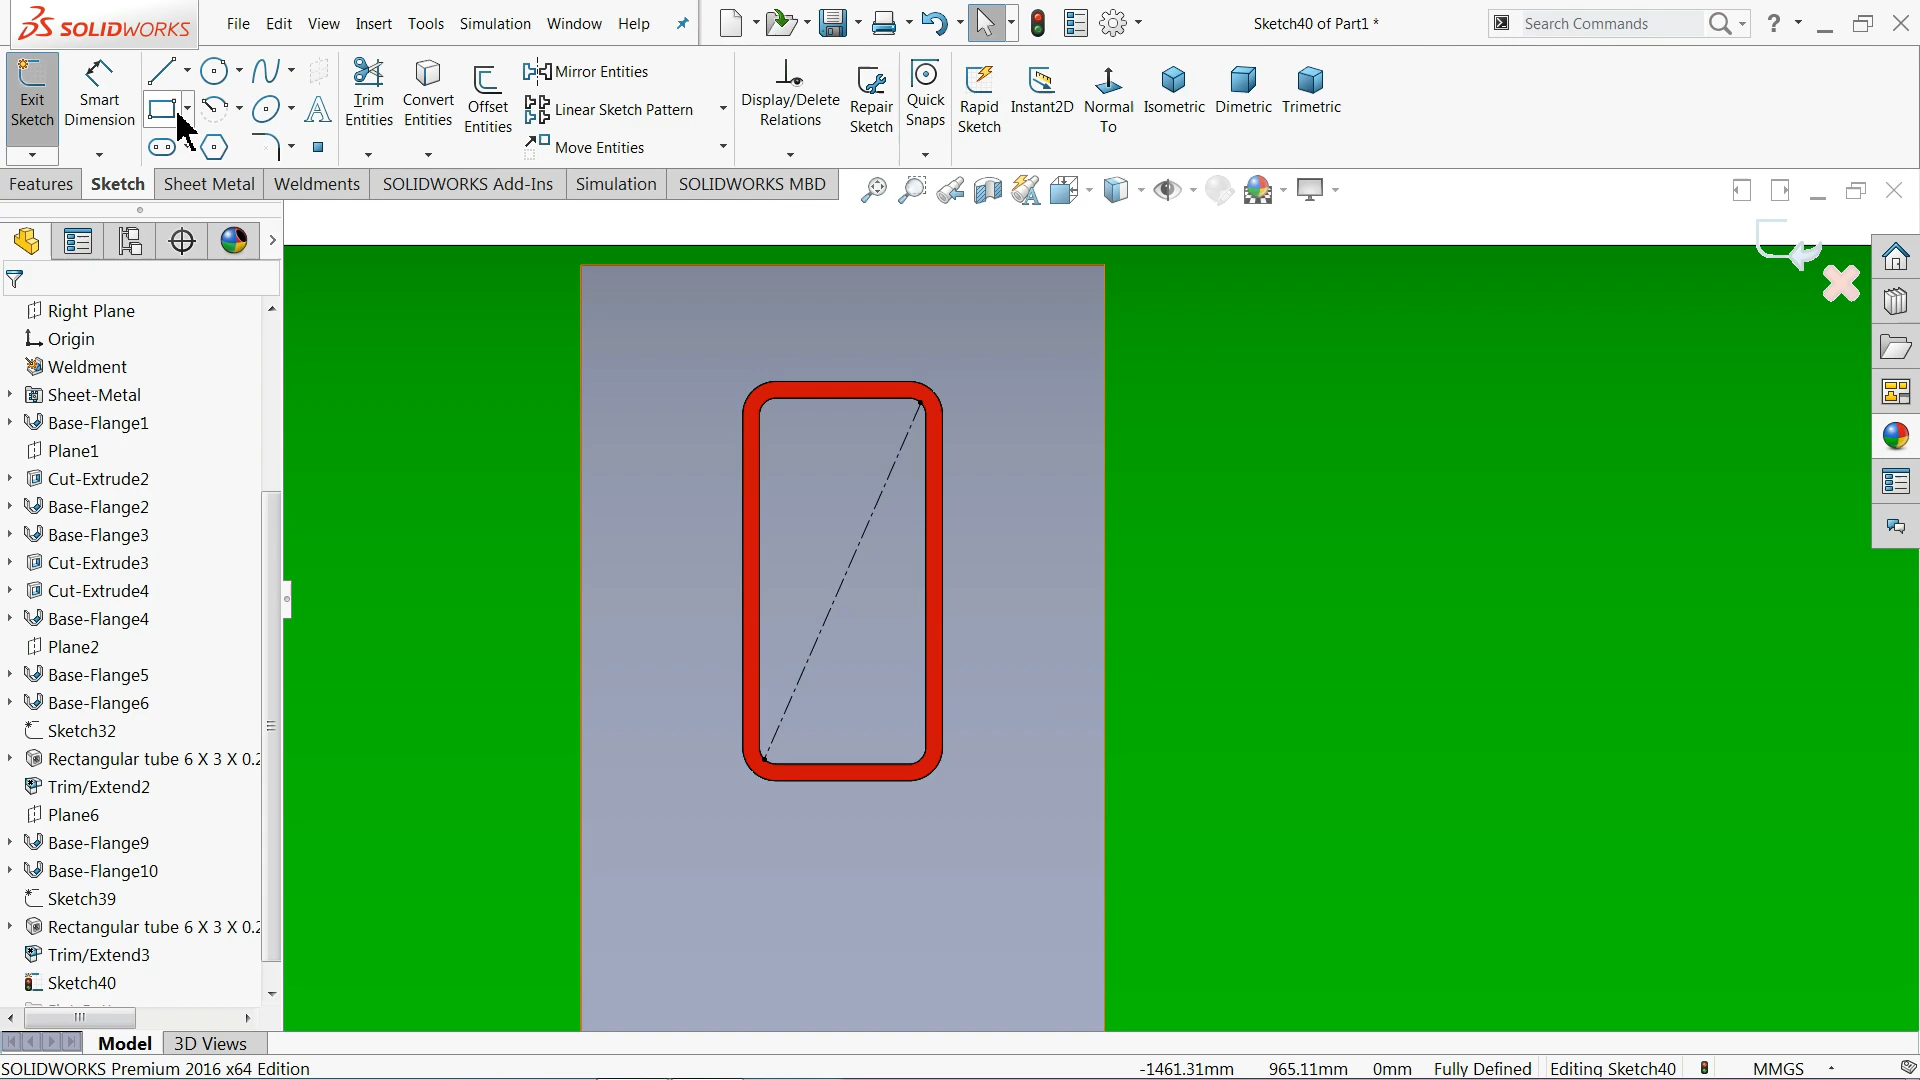 SOLIDWORKS File Edit View Insert Tools Simulation Window Help Sketch40 of Part1 * Search Commands ?
Exit Sketch
Smart Dimension
Trim Entities
Convert Entities
Offset Entities
Mirror Entities
Linear Sketch Pattern
Move Entities
Display/Delete Relations
Repair Sketch
Quick Snaps
Rapid Sketch
Instant2D
Normal To
Isometric
Dimetric
Trimetric
Features Sketch Sheet Metal Weldments SOLIDWORKS Add-Ins Simulation SOLIDWORKS MBD
Right Plane
Origin
Weldment
Sheet-Metal
Base-Flange1
Plane1
Cut-Extrude2
Base-Flange2
Base-Flange3
Cut-Extrude3
Cut-Extrude4
Base-Flange4
Plane2
Base-Flange5
Base-Flange6
Sketch32
Rectangular tube 6 X 3 X 0.2
Trim/Extend2
Plane6
Base-Flange9
Base-Flange10
Sketch39
Rectangular tube 6 X 3 X 0.2
Trim/Extend3
Sketch40
Model 3D Views
SOLIDWORKS Premium 2016 x64 Edition -1461.31mm 965.11mm 0mm Fully Defined Editing Sketch40 MMGS